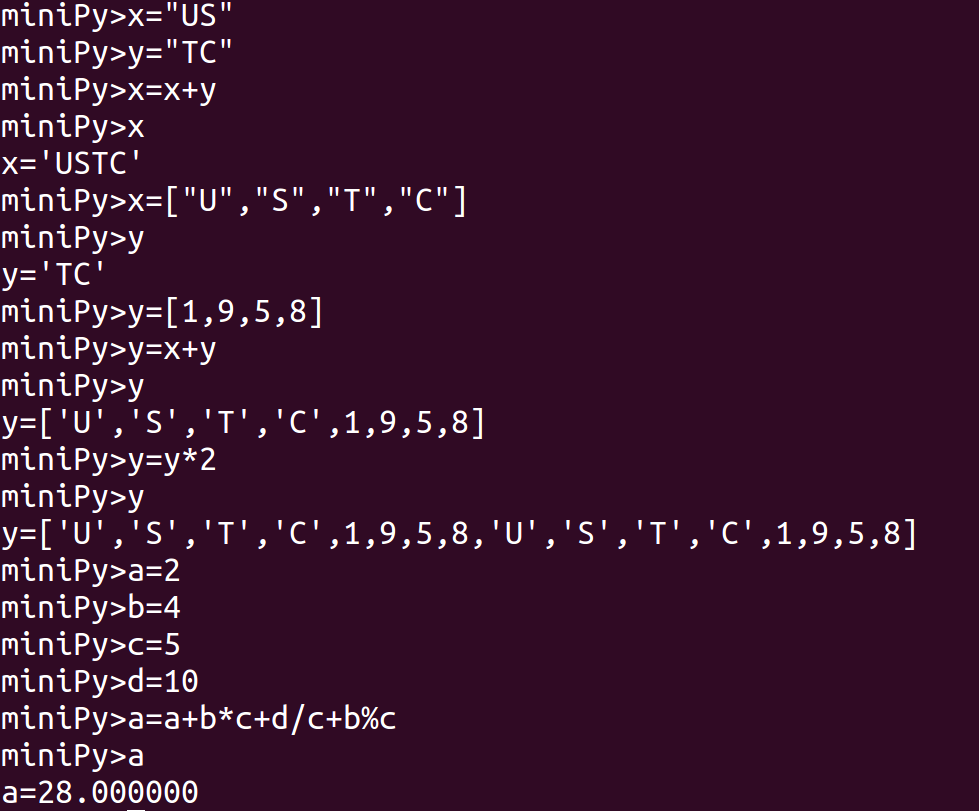 miniPy>x="US"
miniPy>y="TC"
miniPy>x=x+y
miniPy>x
x='USTC'
miniPy>x=["U","S","T","C"]
miniPy>y
y='TC'
miniPy>y=[1,9,5,8]
miniPy>y=x+y
miniPy>y
y=['U','S','T','C',1,9,5,8]
miniPy>y=y*2
miniPy>y
y=['U','S','T','C',1,9,5,8,'U','S','T','C',1,9,5,8]
miniPy>a=2
miniPy>b=4
miniPy>c=5
miniPy>d=10
miniPy>a=a+b*c+d/c+b%c
miniPy>a
a=28.000000